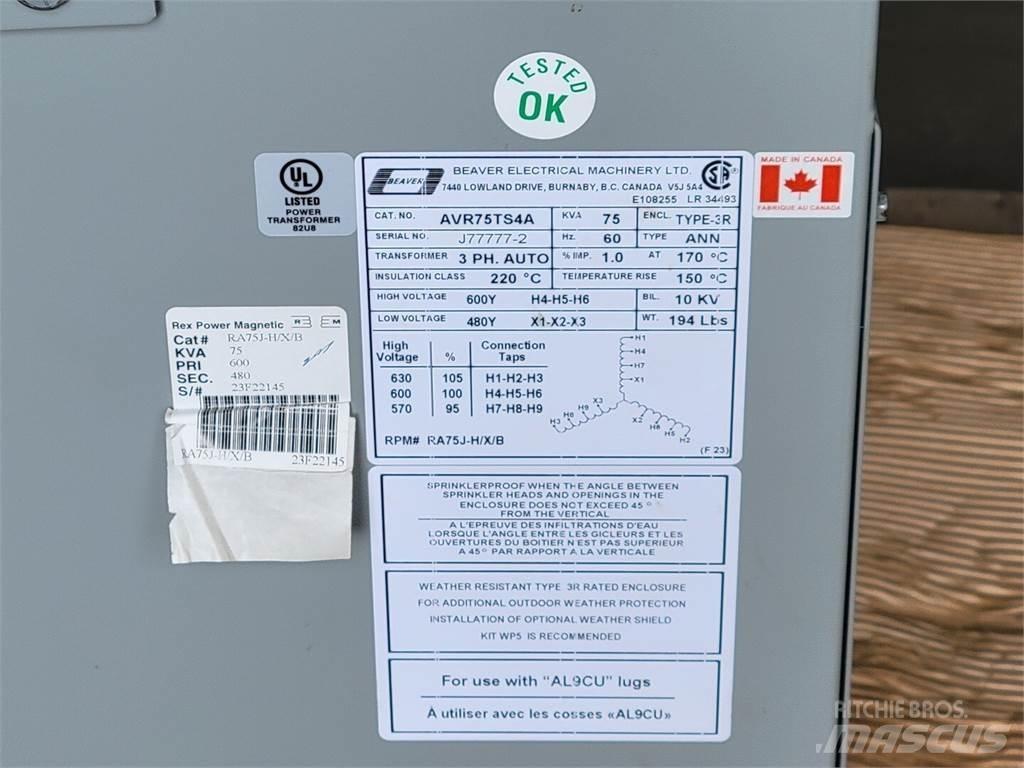 TESTED
OK
UL
LISTED
POWER
TRANSFORMER
82U8
BEAVER
BEAVER ELECTRICAL MACHINERY LTD.
7440 LOWLAND DRIVE, BURNABY, B.C. CANADA V5J 5A4
E108255 LR 34493
MADE IN CANADA
FABRIQUE AU CANADA
CAT. NO. AVR75TS4A KVA 75 ENCL. TYPE-3R
SERIAL NO. J77777-2 Hz. 60 TYPE ANN
TRANSFORMER 3 PH. AUTO % IMP. 1.0 AT 170 °C
INSULATION CLASS 220 °C TEMPERATURE RISE 150 °C
HIGH VOLTAGE 600Y H4-H5-H6 BIL. 10 KV
LOW VOLTAGE 480Y X1-X2-X3 WT. 194 Lbs
High Voltage % Connection Taps
630 105 H1-H2-H3
600 100 H4-H5-H6
570 95 H7-H8-H9
H1
H4
H7
X1
H3 H6 H9 X3
X2 H8 H5 H2
RPM# RA75J-H/X/B
(F 23)
Rex Power Magnetic
Cat# RA75J-H/X/B
KVA 75
PRI 600
SEC. 480
S/# 23F22145
RA75J-H/X/B 23F22145
SPRINKLERPROOF WHEN THE ANGLE BETWEEN
SPRINKLER HEADS AND OPENINGS IN THE
ENCLOSURE DOES NOT EXCEED 45 °
FROM THE VERTICAL
A L'EPREUVE DES INFILTRATIONS D'EAU
LORSQUE L'ANGLE ENTRE LES GICLEURS ET LES
OUVERTURES DU BOITIER N'EST PAS SUPERIEUR
A 45° PAR RAPPORT A LA VERTICALE
WEATHER RESISTANT TYPE 3R RATED ENCLOSURE
FOR ADDITIONAL OUTDOOR WEATHER PROTECTION
INSTALLATION OF OPTIONAL WEATHER SHIELD
KIT WP5 IS RECOMMENDED
For use with "AL9CU" lugs
À utiliser avec les cosses «AL9CU»
RITCHIE BROS.
MASCUS